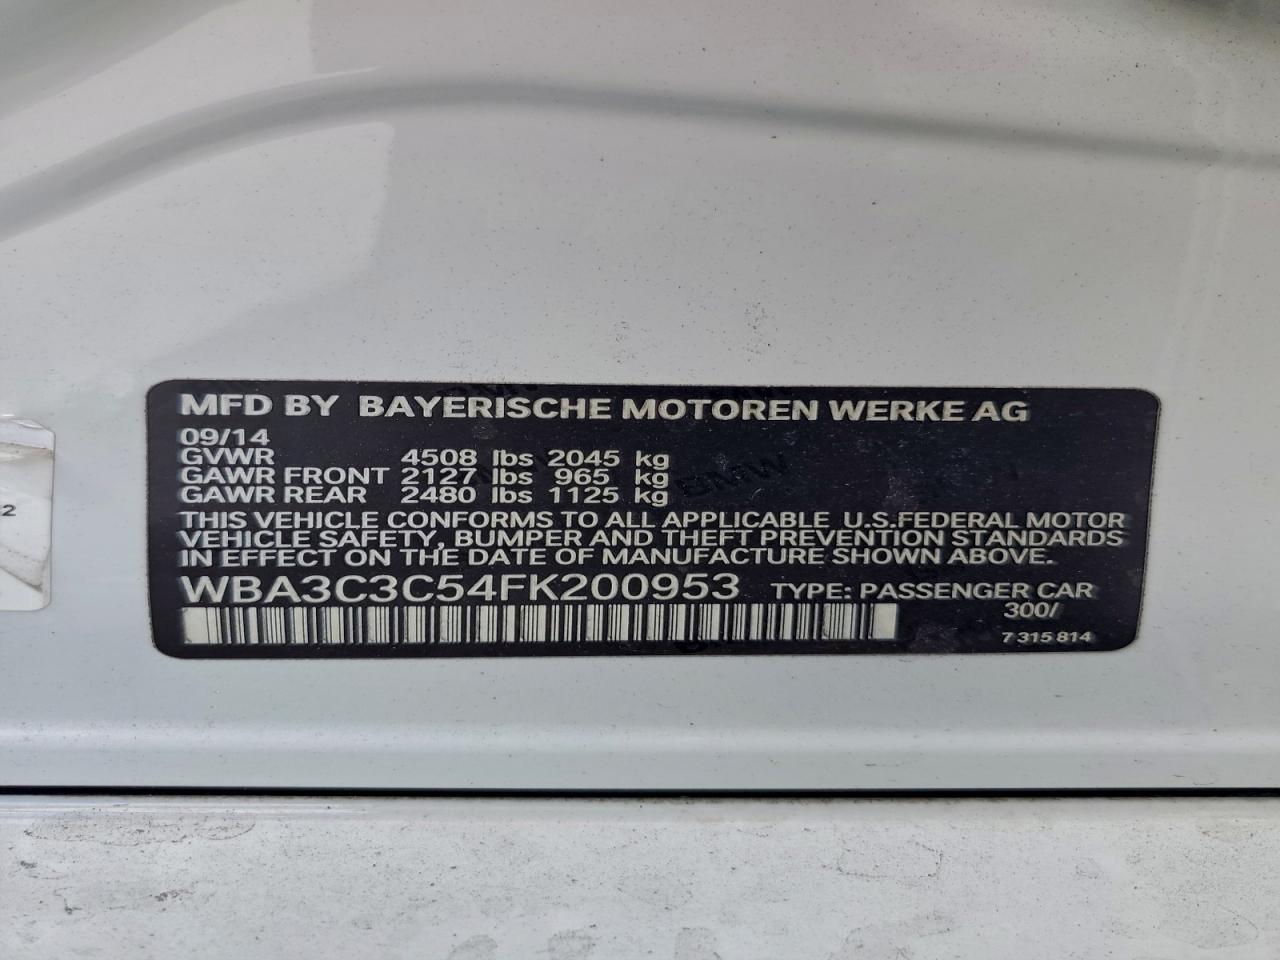 MFD BY BAYERISCHE MOTOREN WERKE AG
09/14
GVWR 4508 lbs 2045 kg
GAWR FRONT 2127 lbs 965 kg
GAWR REAR 2480 lbs 1125 kg
THIS VEHICLE CONFORMS TO ALL APPLICABLE U.S.FEDERAL MOTOR
VEHICLE SAFETY, BUMPER AND THEFT PREVENTION STANDARDS
IN EFFECT ON THE DATE OF MANUFACTURE SHOWN ABOVE.
WBA3C3C54FK200953 TYPE: PASSENGER CAR
300/
7 315 814
BMW
2